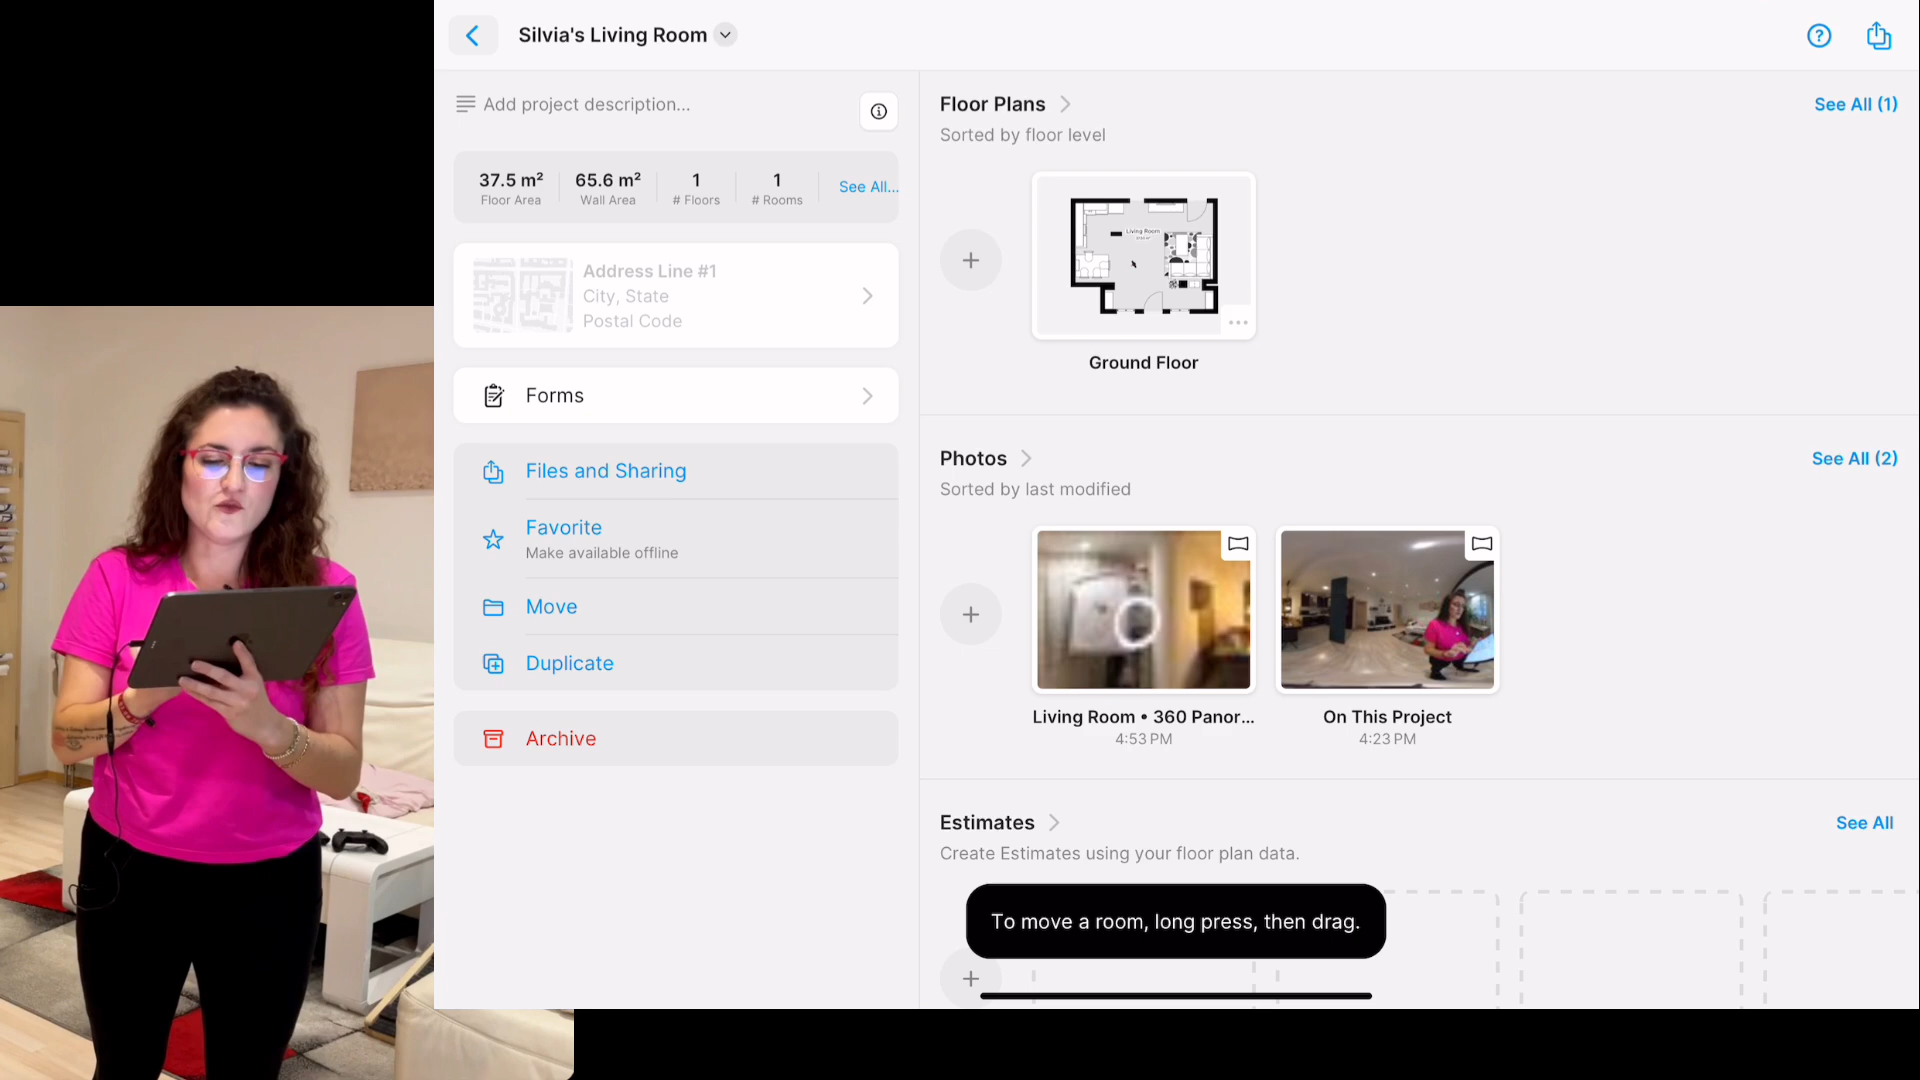 Silvia's Living Room
Add project description...
37.5 m²
Floor Area
65.6 m²
Wall Area
1
# Floors
1
# Rooms
See All...
Address Line #1
City, State
Postal Code
Forms
Files and Sharing
Favorite
Make available offline
Move
Duplicate
Archive
Floor Plans
Sorted by floor level
See All (1)
Living Room
Ground Floor
Photos
Sorted by last modified
See All (2)
Living Room • 360 Panor...
4:53 PM
On This Project
4:23 PM
Estimates
Create Estimates using your floor plan data.
See All
To move a room, long press, then drag.